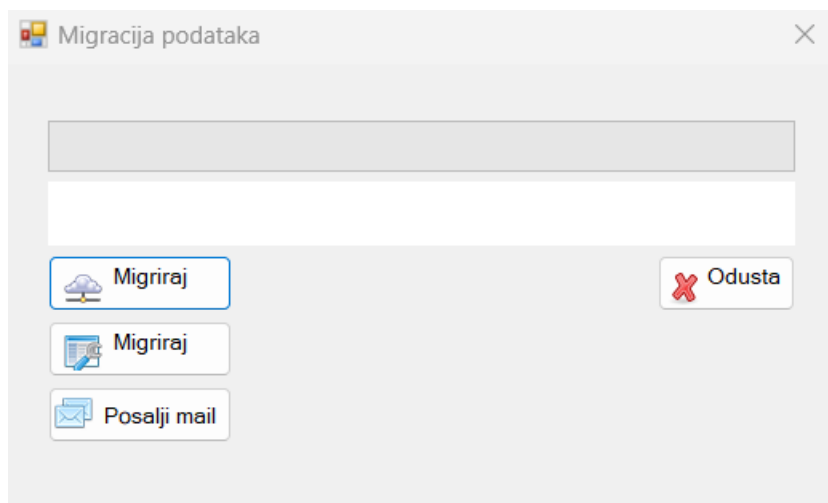 Migracija podataka
Migriraj
Odusta
Migriraj
Posalji mail